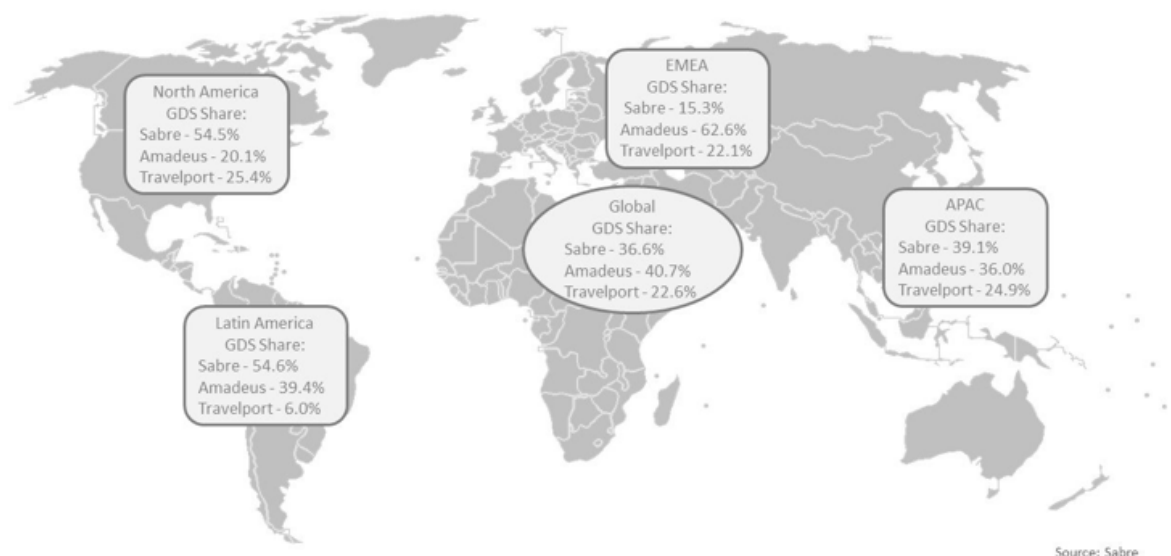 North America
GDS Share:
Sabre - 54.5%
Amadeus - 20.1%
Travelport - 25.4%
EMEA
GDS Share:
Sabre - 15.3%
Amadeus - 62.6%
Travelport - 22.1%
Global
GDS Share:
Sabre - 36.6%
Amadeus - 40.7%
Travelport - 22.6%
APAC
GDS Share:
Sabre - 39.1%
Amadeus - 36.0%
Travelport - 24.9%
Latin America
GDS Share:
Sabre - 54.6%
Amadeus - 39.4%
Travelport - 6.0%
Source: Sabre